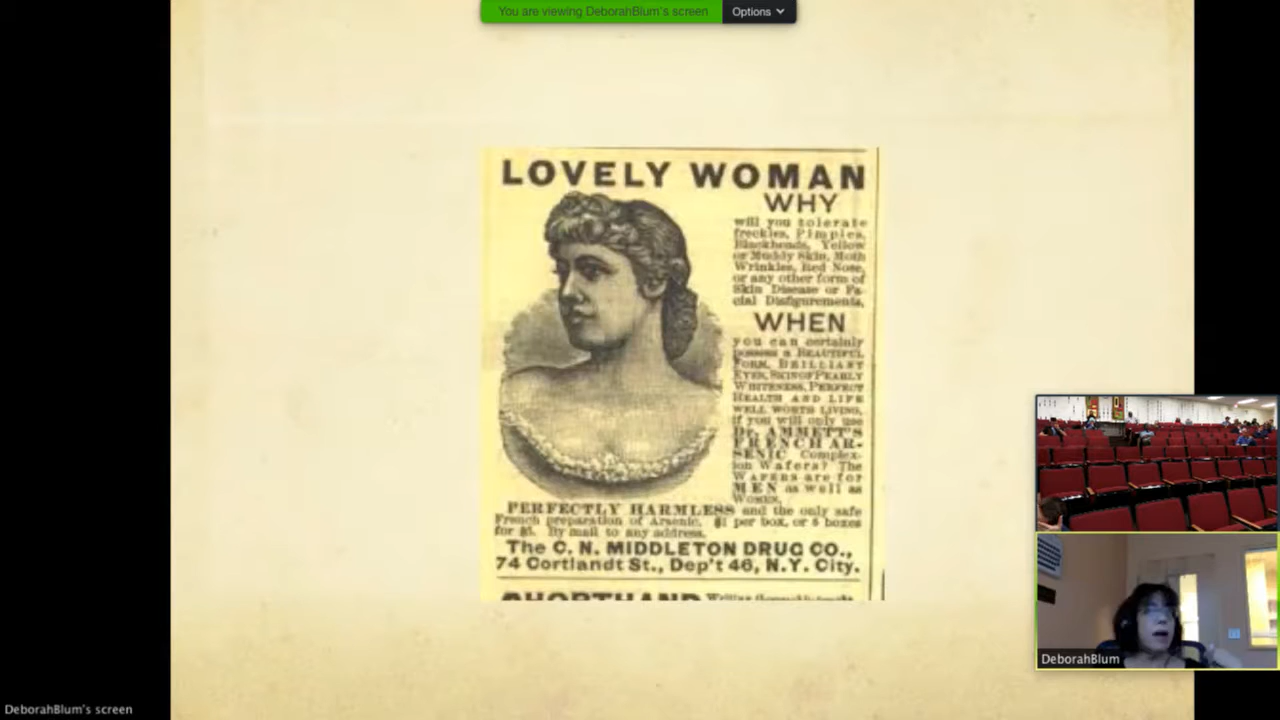 You are viewing DeborahBlum's screen
Options
LOVELY WOMAN
WHY
will you tolerate
freckles, Pimples,
Blackheads, Yellow
or Muddy Skin, Moth
Wrinkles, Red Nose,
or any other form of
Skin Disease or Fa-
cial Disfigurements,
WHEN
you can certainly
possess a BEAUTIFUL
FORM, BRILLIANT
EYES, SKIN OF PEARLY
WHITENESS, PERFECT
HEALTH AND LIFE
WELL WORTH LIVING,
if you will only use
DR. AMMETT'S
FRENCH AR-
SENIC Complex-
ion Wafers? The
WAFERS are for
MEN as well as
WOMEN.
PERFECTLY HARMLESS and the only safe
French preparation of Arsenic. $1 per box, or 6 boxes
for $5. By mail to any address.
The C. N. MIDDLETON DRUG CO.,
74 Cortlandt St., Dep't 46, N.Y. City.
SHORTHAND Writing
DeborahBlum
DeborahBlum's screen